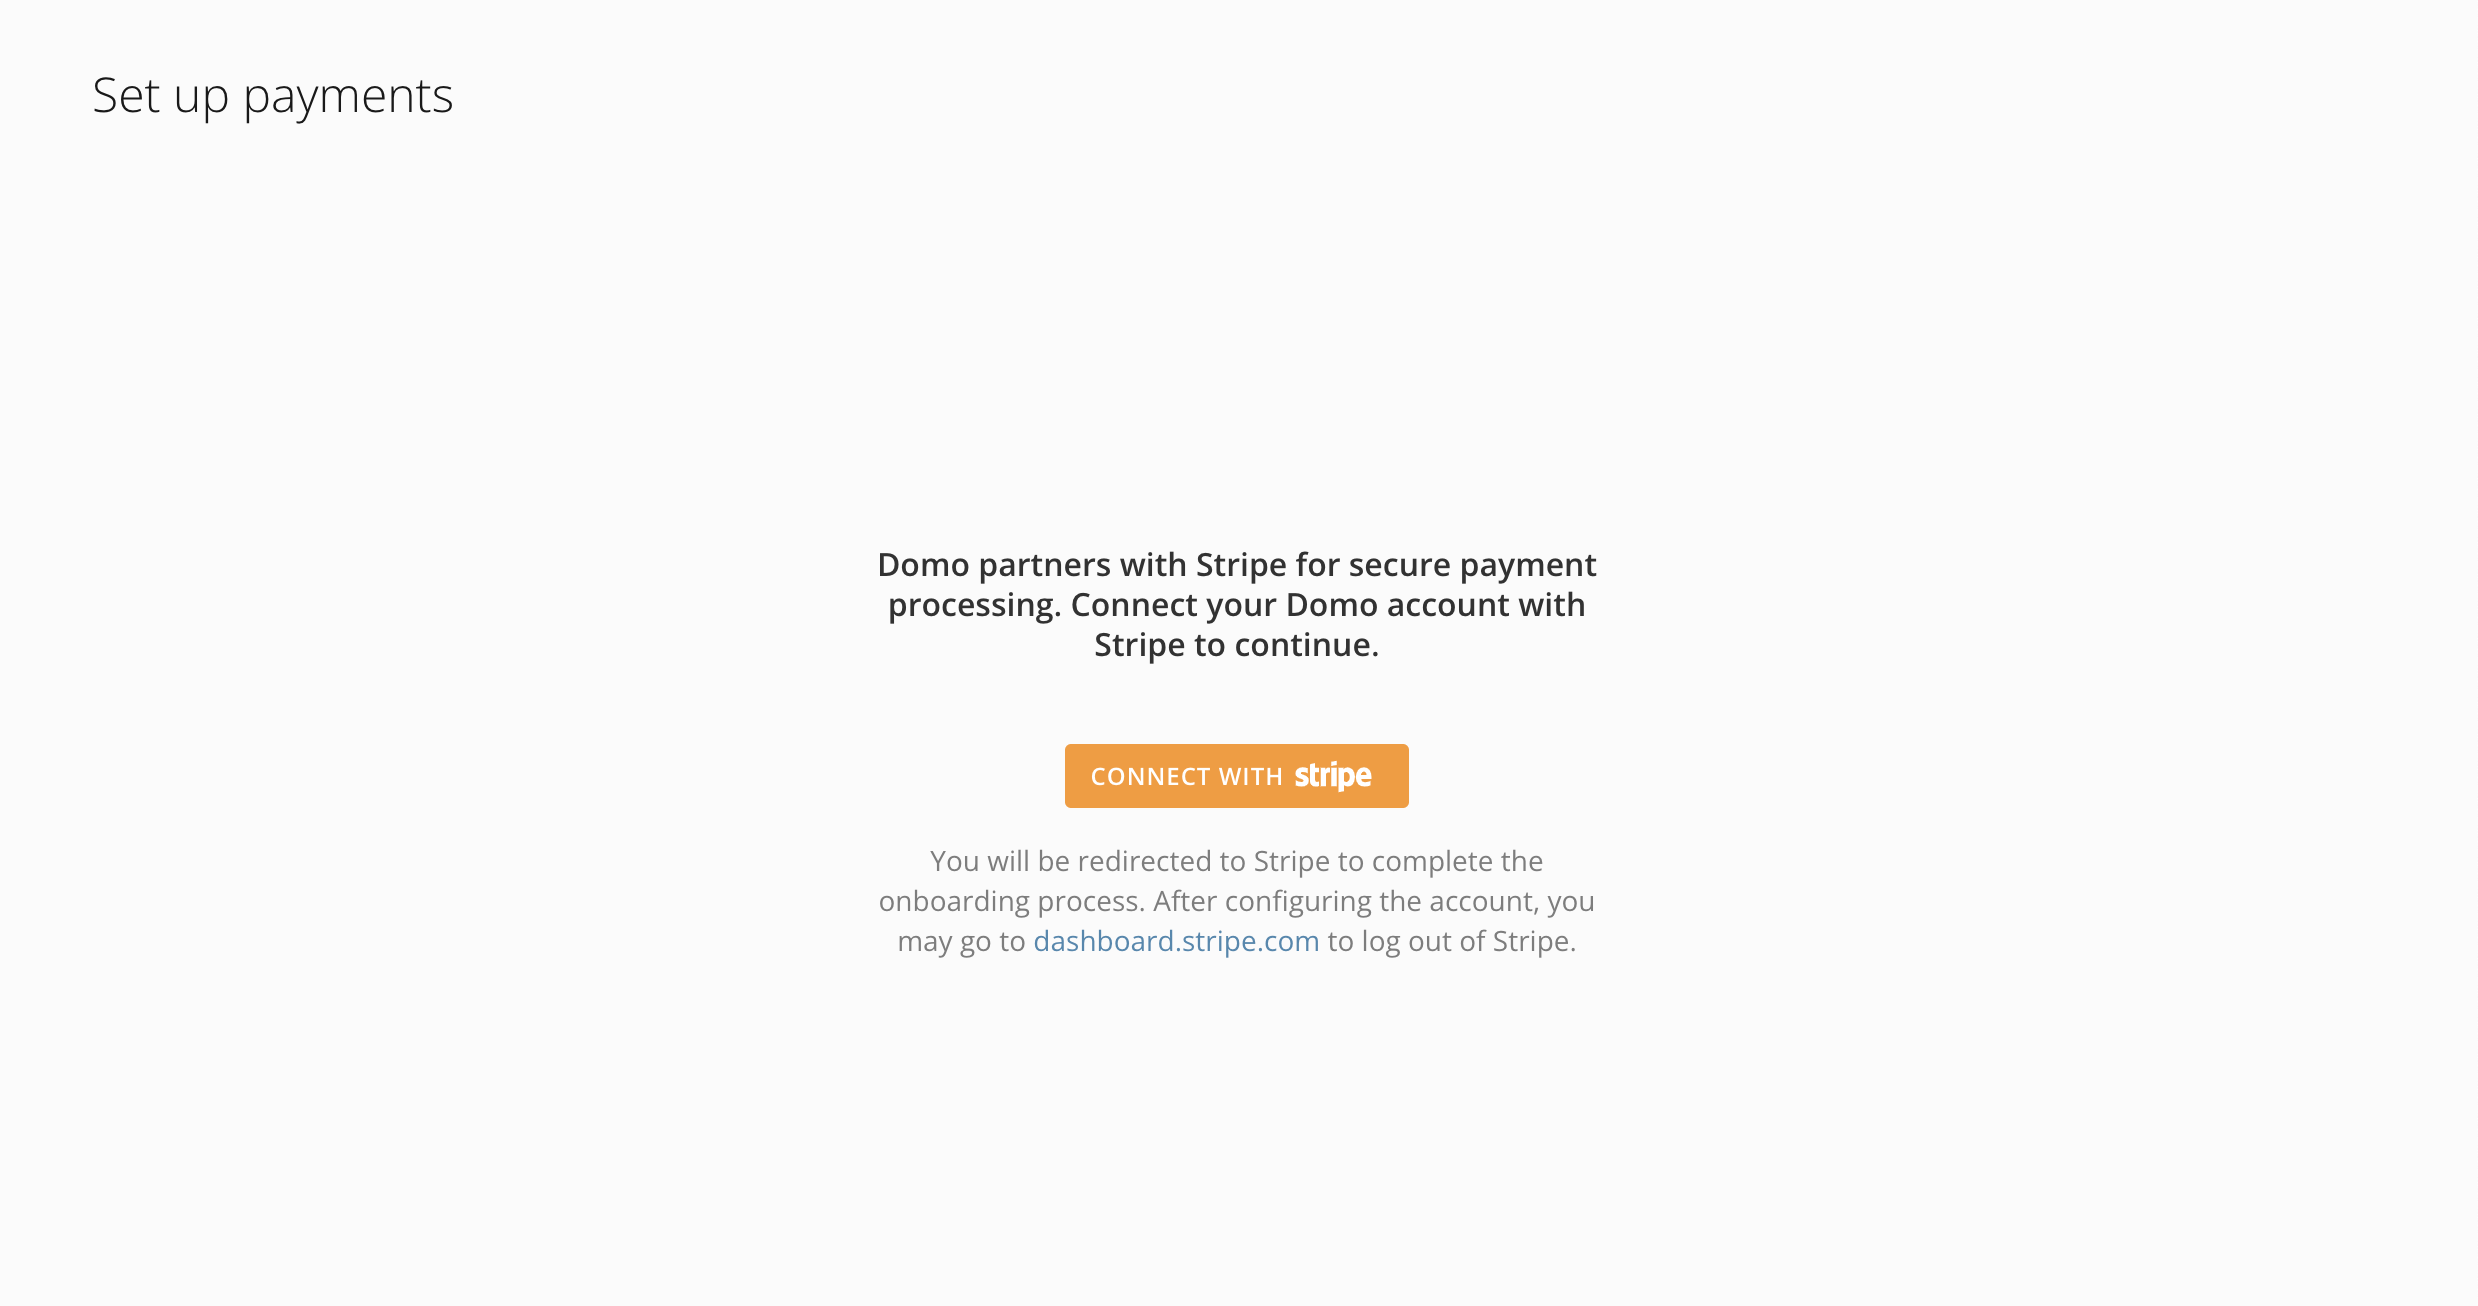 Set up payments
Domo partners with Stripe for secure payment
processing. Connect your Domo account with
Stripe to continue.
CONNECT WITH stripe
You will be redirected to Stripe to complete the
onboarding process. After configuring the account, you
may go to dashboard.stripe.com to log out of Stripe.